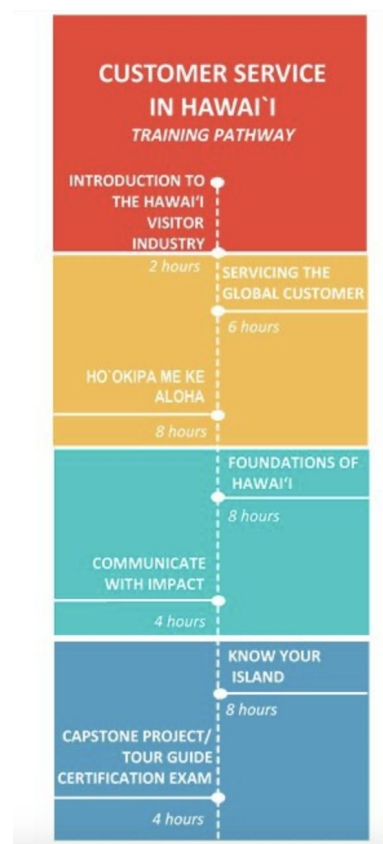 CUSTOMER SERVICE
IN HAWAI`I
TRAINING PATHWAY
INTRODUCTION TO
THE HAWAI‘I
VISITOR
INDUSTRY
2 hours
SERVICING THE
GLOBAL CUSTOMER
6 hours
HO`OKIPA ME KE
ALOHA
8 hours
FOUNDATIONS OF
HAWAI‘I
8 hours
COMMUNICATE
WITH IMPACT
4 hours
KNOW YOUR
ISLAND
8 hours
CAPSTONE PROJECT/
TOUR GUIDE
CERTIFICATION EXAM
4 hours